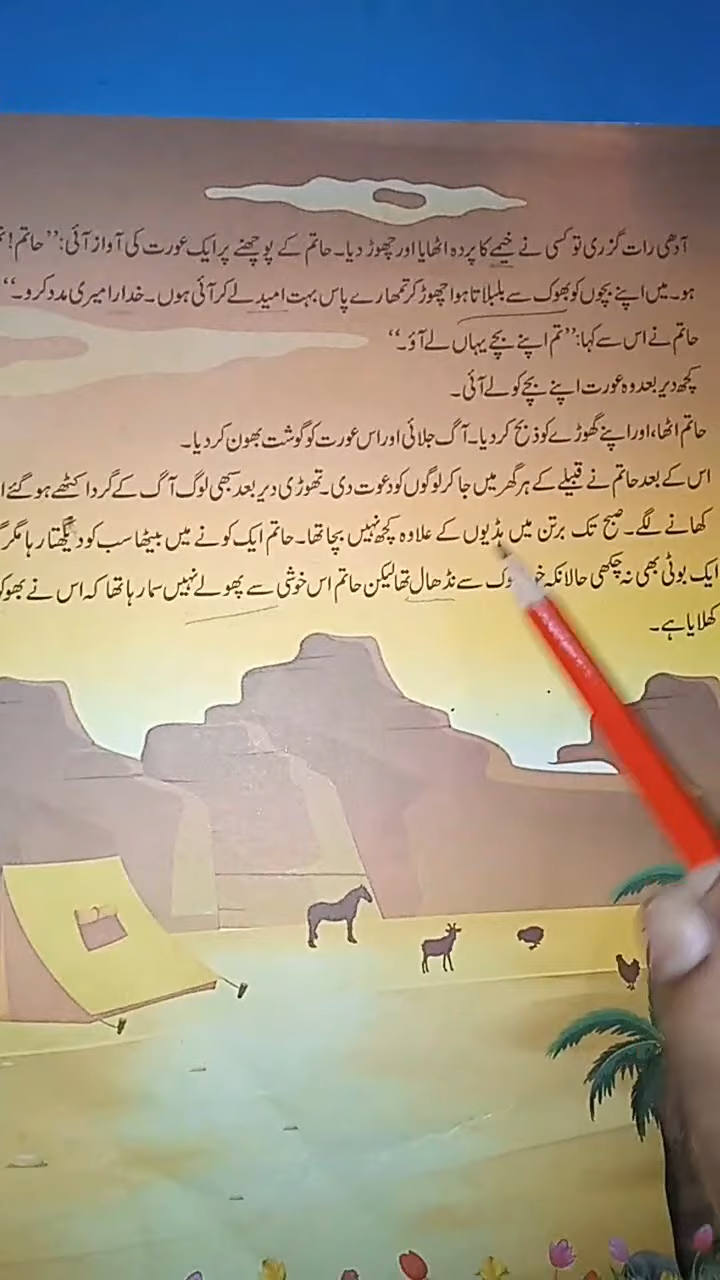 آدھی رات گزری تو کسی نے خیمے کا پردہ اٹھایا اور چھوڑ دیا۔ حاتم کے پوچھنے پر ایک عورت کی آواز آئی: ’’حاتم!
ہو۔ میں اپنے بچوں کو بھوک سے بلبلاتا ہوا چھوڑ کر تمھارے پاس بہت امید لے کر آئی ہوں۔ خدارا میری مدد کرو۔‘‘
حاتم نے اس سے کہا: ’’تم اپنے بچے یہاں لے آؤ۔‘‘
کچھ دیر بعد وہ عورت اپنے بچے کو لے آئی۔
حاتم اٹھا، اور اپنے گھوڑے کو ذبح کر دیا۔ آگ جلائی اور اس عورت کو گوشت بھون کر دیا۔
اس کے بعد حاتم نے قبیلے کے ہر گھر میں جا کر لوگوں کو دعوت دی۔ تھوڑی دیر بعد سبھی لوگ آگ کے گرد اکٹھے ہو گئے
کھانے لگے۔ صبح تک برتن میں ہڈیوں کے علاوہ کچھ نہیں بچا تھا۔ حاتم ایک کونے میں بیٹھا سب کو دیکھتا رہا مگر
ایک بوٹی بھی نہ چکھی حالانکہ سے نڈھال تھا لیکن حاتم اس خوشی سے پھولے نہیں سما رہا تھا کہ اس نے
کھلایا ہے۔